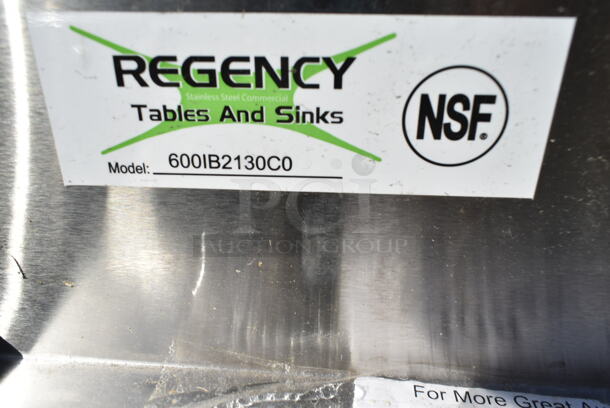 REGENCY
Stainless Steel Commercial
Tables And Sinks
NSF®
Model: 600IB2130C0
PCI
AUCTION GROUP
For More Great